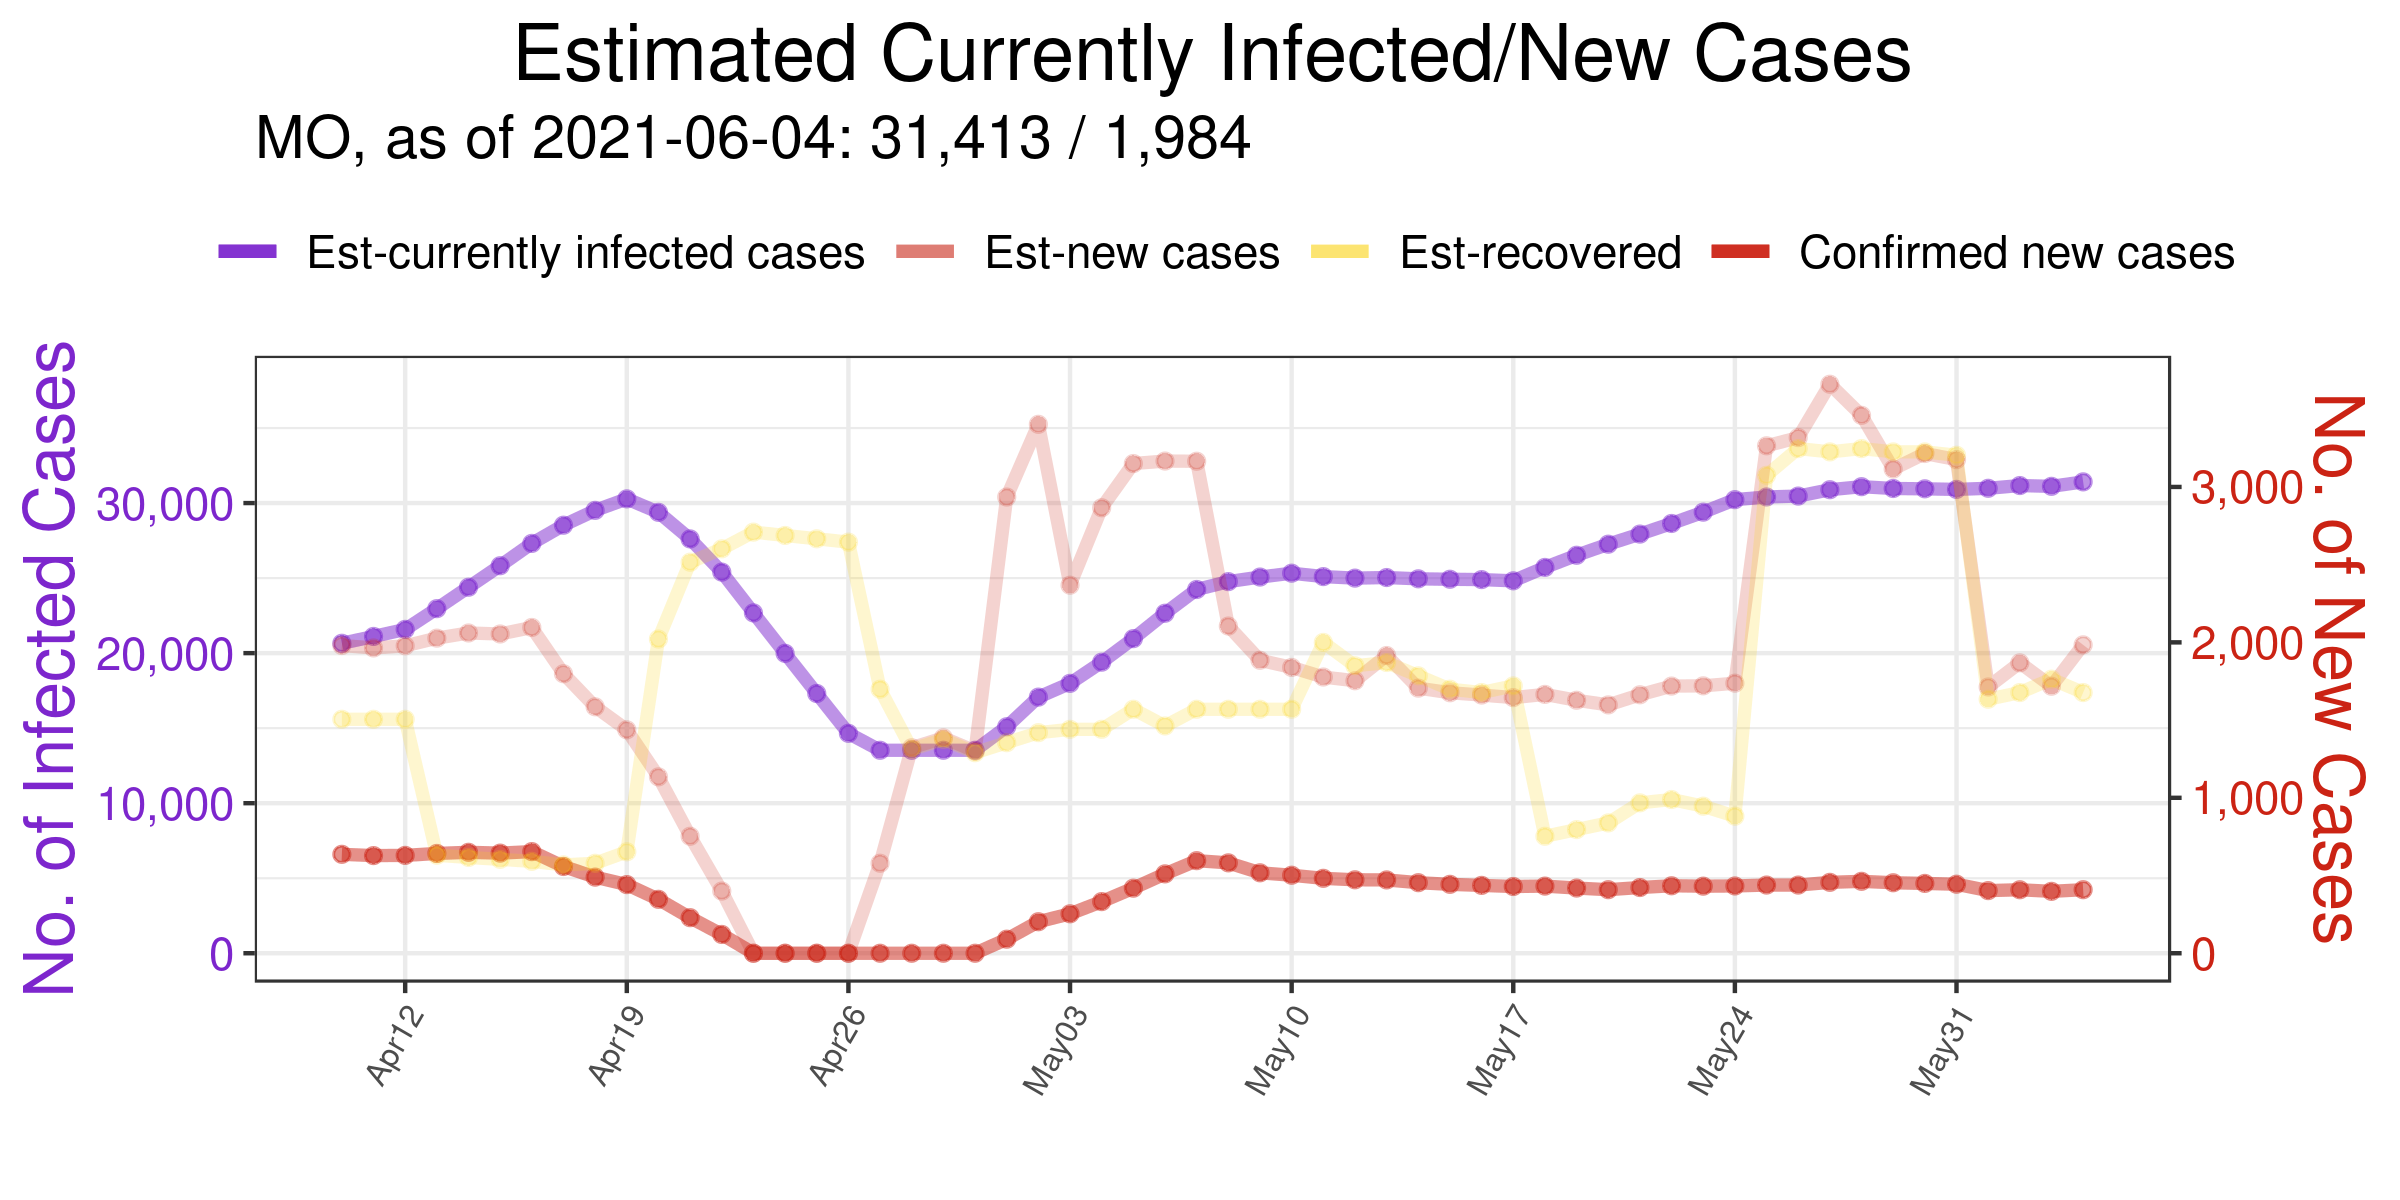 Estimated Currently Infected/New Cases
MO, as of 2021-06-04: 31,413 / 1,984
Est-currently infected cases Est-new cases Est-recovered Confirmed new cases
No. of Infected Cases
30,000
20,000
10,000
0
3,000
2,000
1,000
0
No. of New Cases
Apr12 Apr19 Apr26 May03 May10 May17 May24 May31